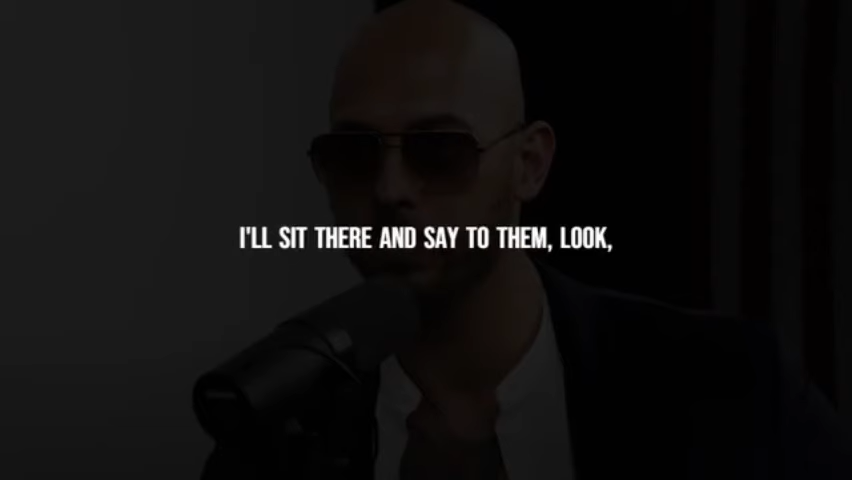 I'LL SIT THERE AND SAY TO THEM, LOOK,